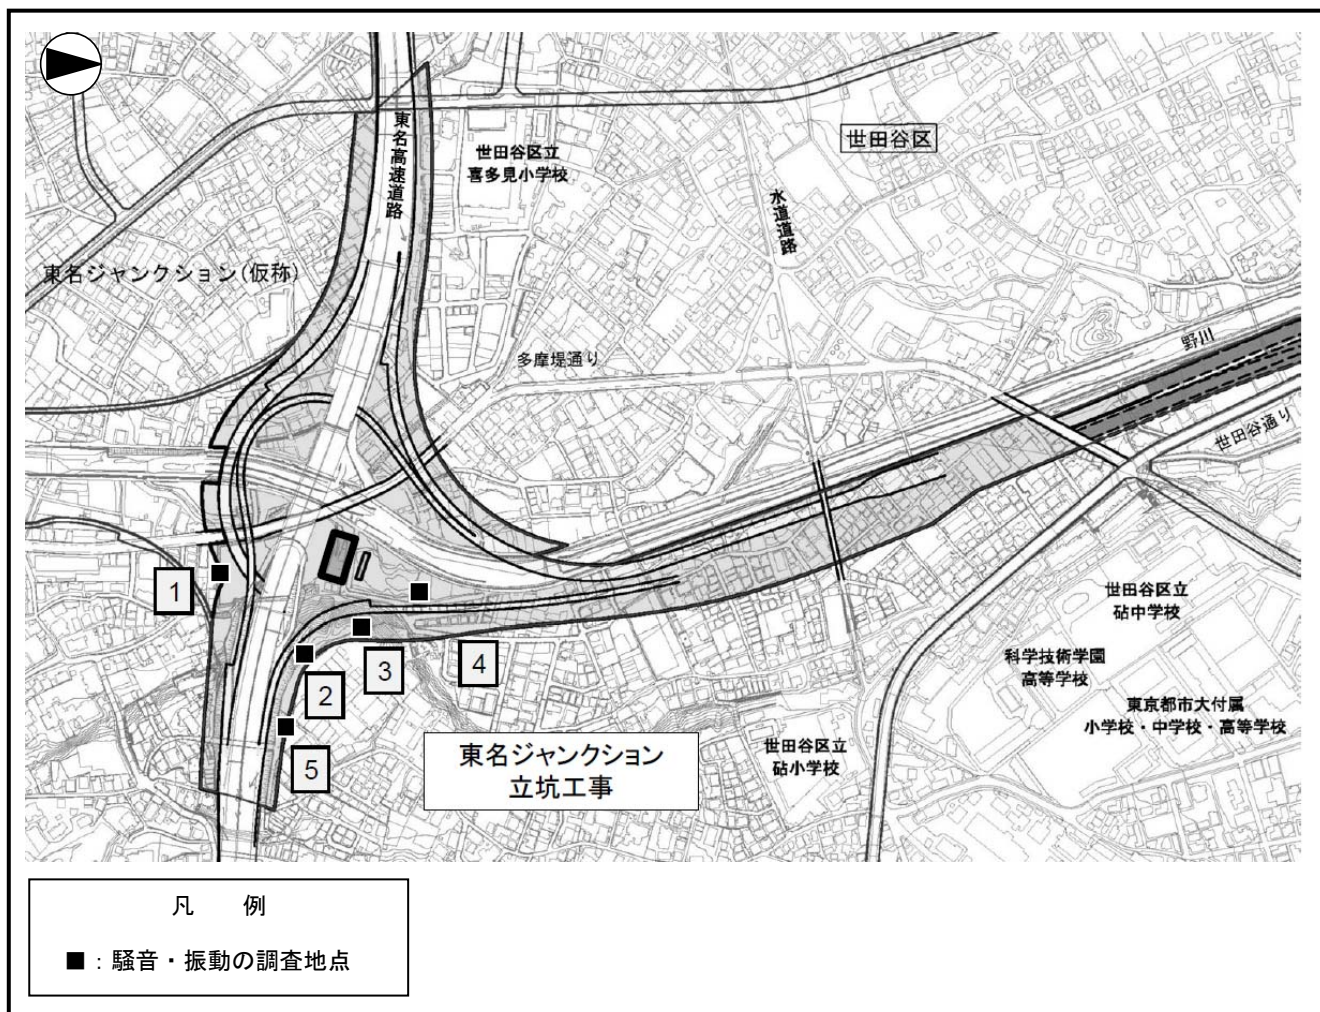 東名高速道路
世田谷区立
喜多見小学校
世田谷区
水道道路
東名ジャンクション(仮称)
多摩堤通り
野川
世田谷通り
1
2
3
4
5
世田谷区立
砧中学校
科学技術学園
高等学校
東京都市大付属
小学校・中学校・高等学校
世田谷区立
砧小学校
東名ジャンクション
立坑工事
凡 例
■：騒音・振動の調査地点